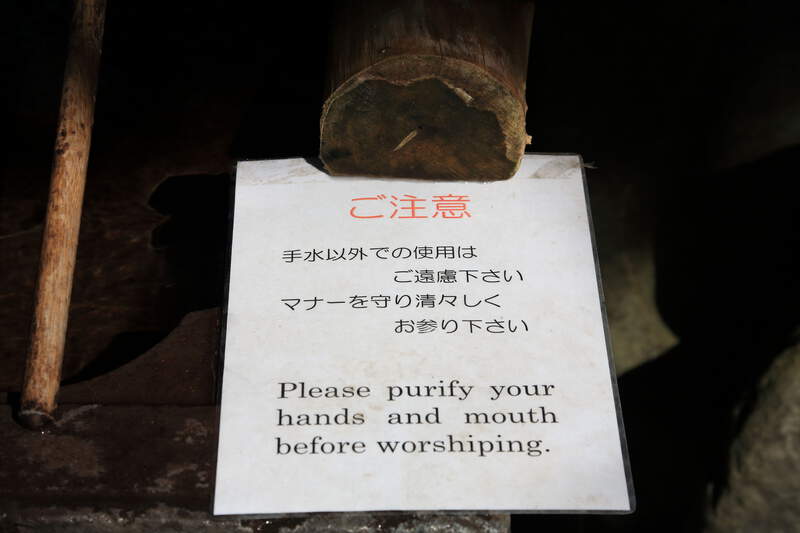 ご注意
手水以外での使用は
ご遠慮下さい
マナーを守り清々しく
お参り下さい
Please purify your
hands and mouth
before worshiping.